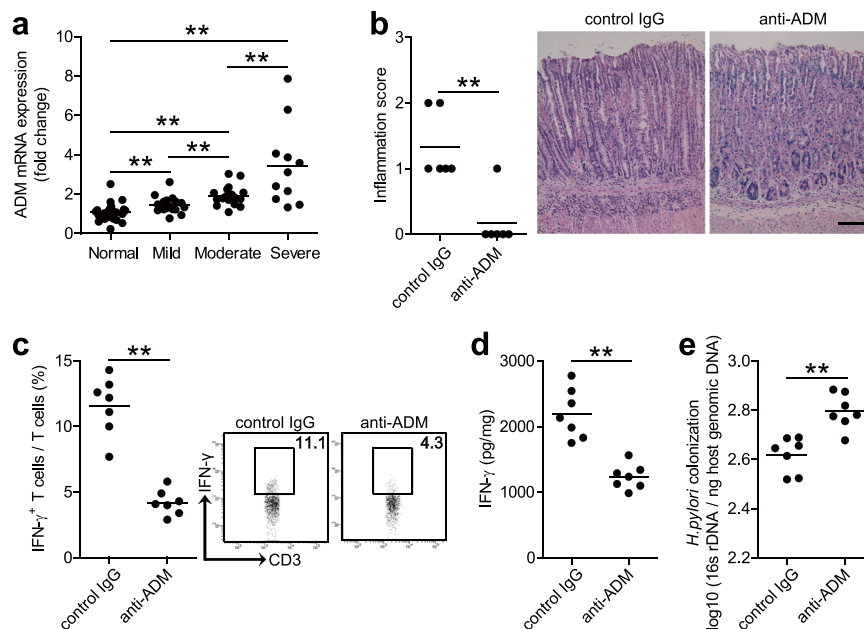 a
ADM mRNA expression
(fold change)
10
8
6
4
2
0
**
**
**
**
**
Normal Mild Moderate Severe
b
Inflammation score
3
2
1
0
**
control IgG
anti-ADM
control IgG
anti-ADM
c
IFN-γ+ T cells / T cells (%)
15
10
5
0
**
control IgG
anti-ADM
control IgG
anti-ADM
11.1
4.3
IFN-γ
CD3
d
IFN-γ (pg/mg)
3000
2000
1000
0
**
control IgG
anti-ADM
e
H.pylori colonization
log10 (16s rDNA / ng host genomic DNA)
3.0
2.8
2.6
2.4
2.2
**
control IgG
anti-ADM